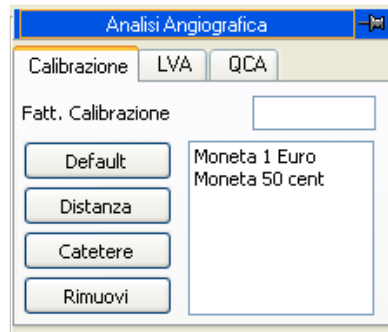 Analisi Angiografica
Calibrazione LVA QCA
Fatt. Calibrazione
Default
Distanza
Catetere
Rimuovi
Moneta 1 Euro
Moneta 50 cent